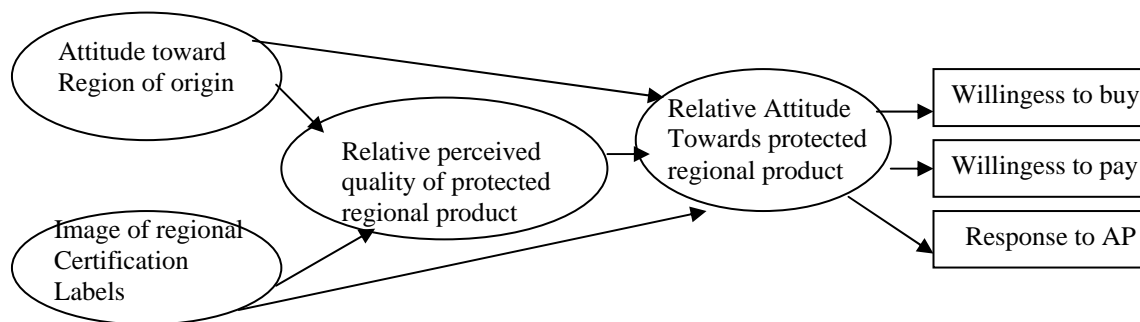 Attitude toward
Region of origin
Image of regional
Certification
Labels
Relative perceived
quality of protected
regional product
Relative Attitude
Towards protected
regional product
Willingess to buy
Willingess to pay
Response to AP